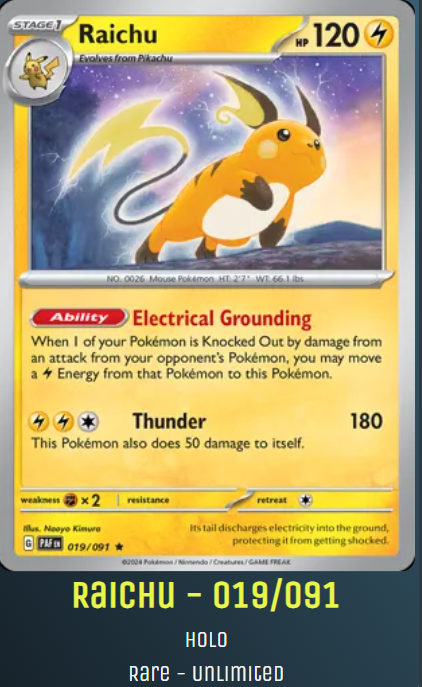 STAGE 1
Raichu
HP 120
Evolves from Pikachu
NO. 0026 Mouse Pokémon HT: 2'7" WT: 66.1 lbs
Ability Electrical Grounding
When 1 of your Pokémon is Knocked Out by damage from
an attack from your opponent's Pokémon, you may move
a Energy from that Pokémon to this Pokémon.
Thunder 180
This Pokémon also does 50 damage to itself.
weakness ×2 resistance retreat
Illus. Naoyo Kimura
Its tail discharges electricity into the ground,
protecting it from getting shocked.
G PAF EN 019/091 ★
©2024 Pokémon / Nintendo / Creatures / GAME FREAK
Raichu - 019/091
HOLO
Rare - Unlimited